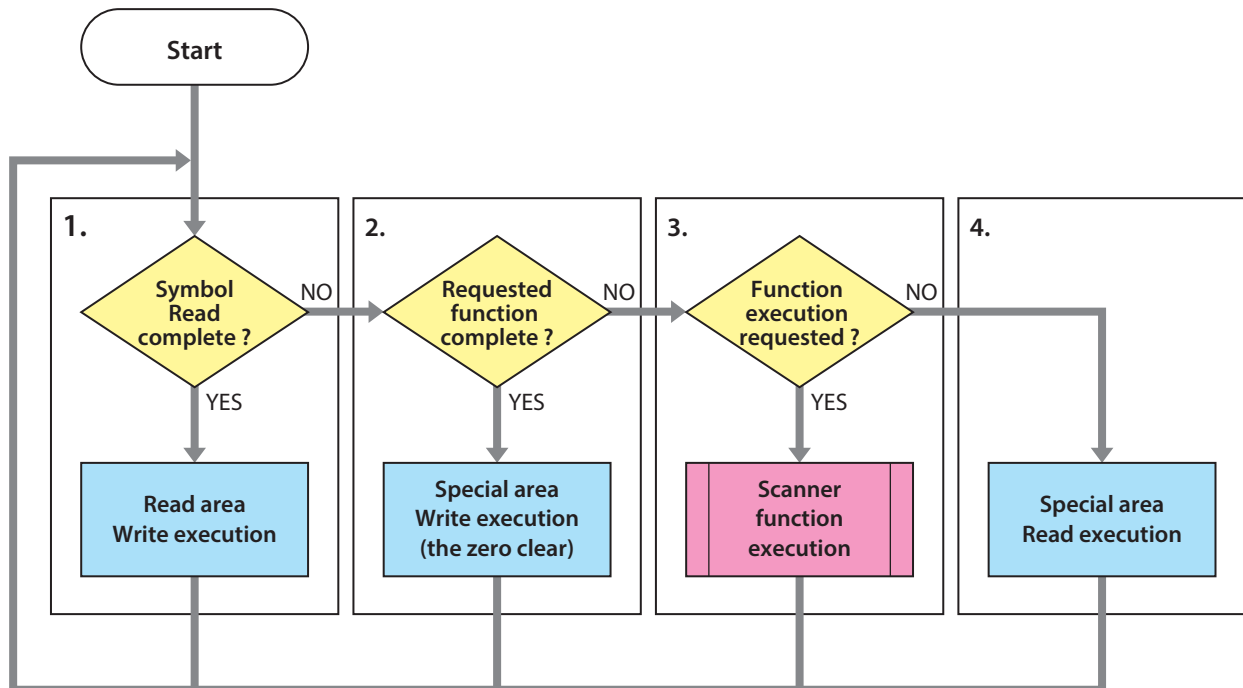 Start
1.
Symbol
Read
complete ?
NO
YES
Read area
Write execution
2.
Requested
function
complete ?
NO
YES
Special area
Write execution
(the zero clear)
3.
Function
execution
requested ?
NO
YES
Scanner
function
execution
4.
Special area
Read execution